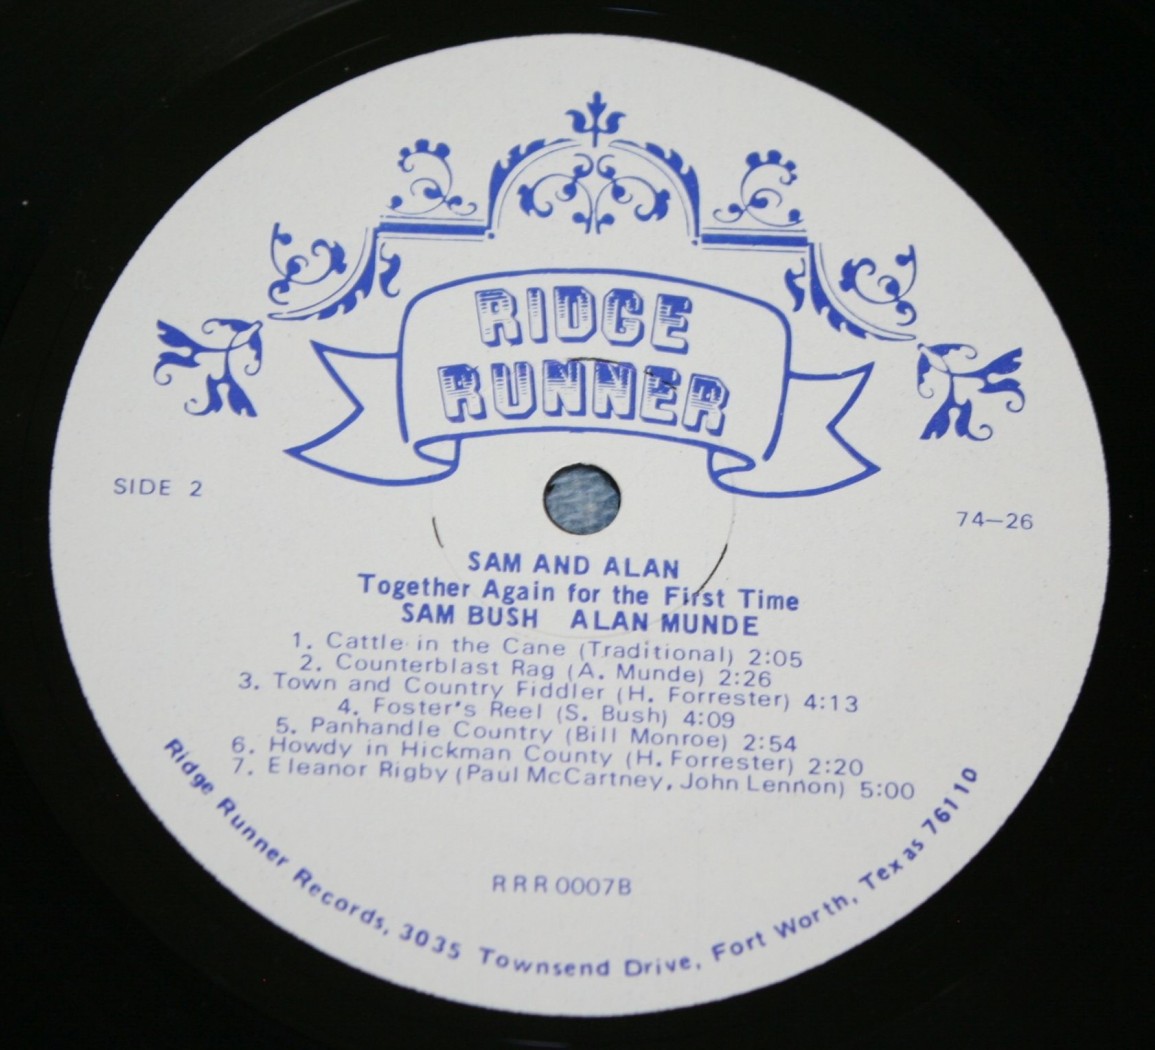 RIDGE
RUNNER
SIDE 2
74-26
SAM AND ALAN
Together Again for the First Time
SAM BUSH ALAN MUNDE
1. Cattle in the Cane (Traditional) 2:05
2. Counterblast Rag (A. Munde) 2:26
3. Town and Country Fiddler (H. Forrester) 4:13
4. Foster's Reel (S. Bush) 4:09
5. Panhandle Country (Bill Monroe) 2:54
6. Howdy in Hickman County (H. Forrester) 2:20
7. Eleanor Rigby (Paul McCartney, John Lennon) 5:00
RRR 0007B
Ridge Runner Records, 3035 Townsend Drive, Fort Worth, Texas 76110